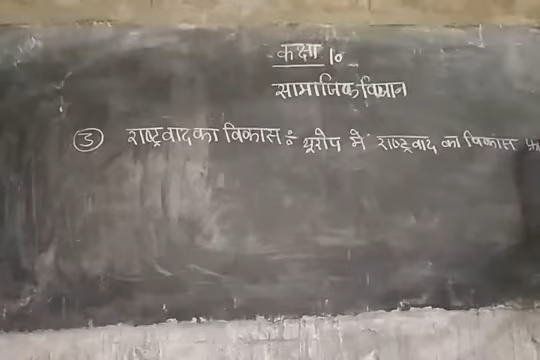 कक्षा 10
सामाजिक विज्ञान
3 राष्ट्रवाद का विकास : यूरोप में राष्ट्रवाद का विकास